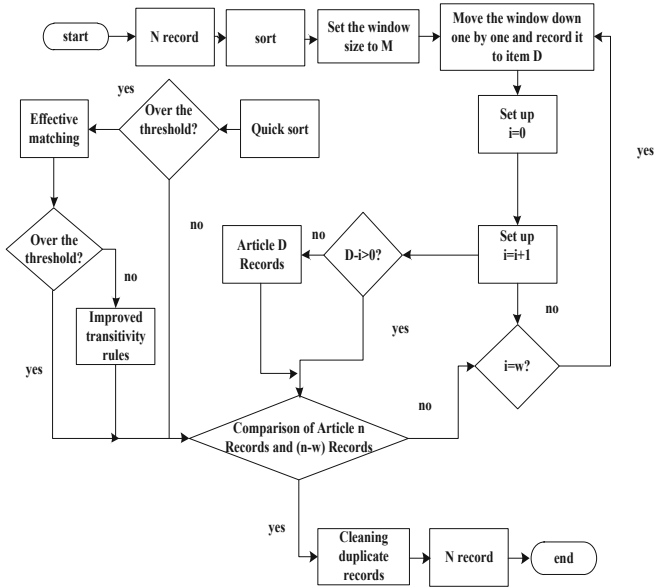 start
N record
sort
Set the window
size to M
Move the window down
one by one and record it
to item D
yes
Effective
matching
Over the
threshold?
Quick sort
Set up
i=0
yes
no
Over the
threshold?
Article D
Records
no
D-i>0?
Set up
i=i+1
no
Improved
transitivity
rules
yes
no
i=w?
yes
Comparison of Article n
Records and (n-w) Records
no
yes
Cleaning
duplicate
records
N record
end